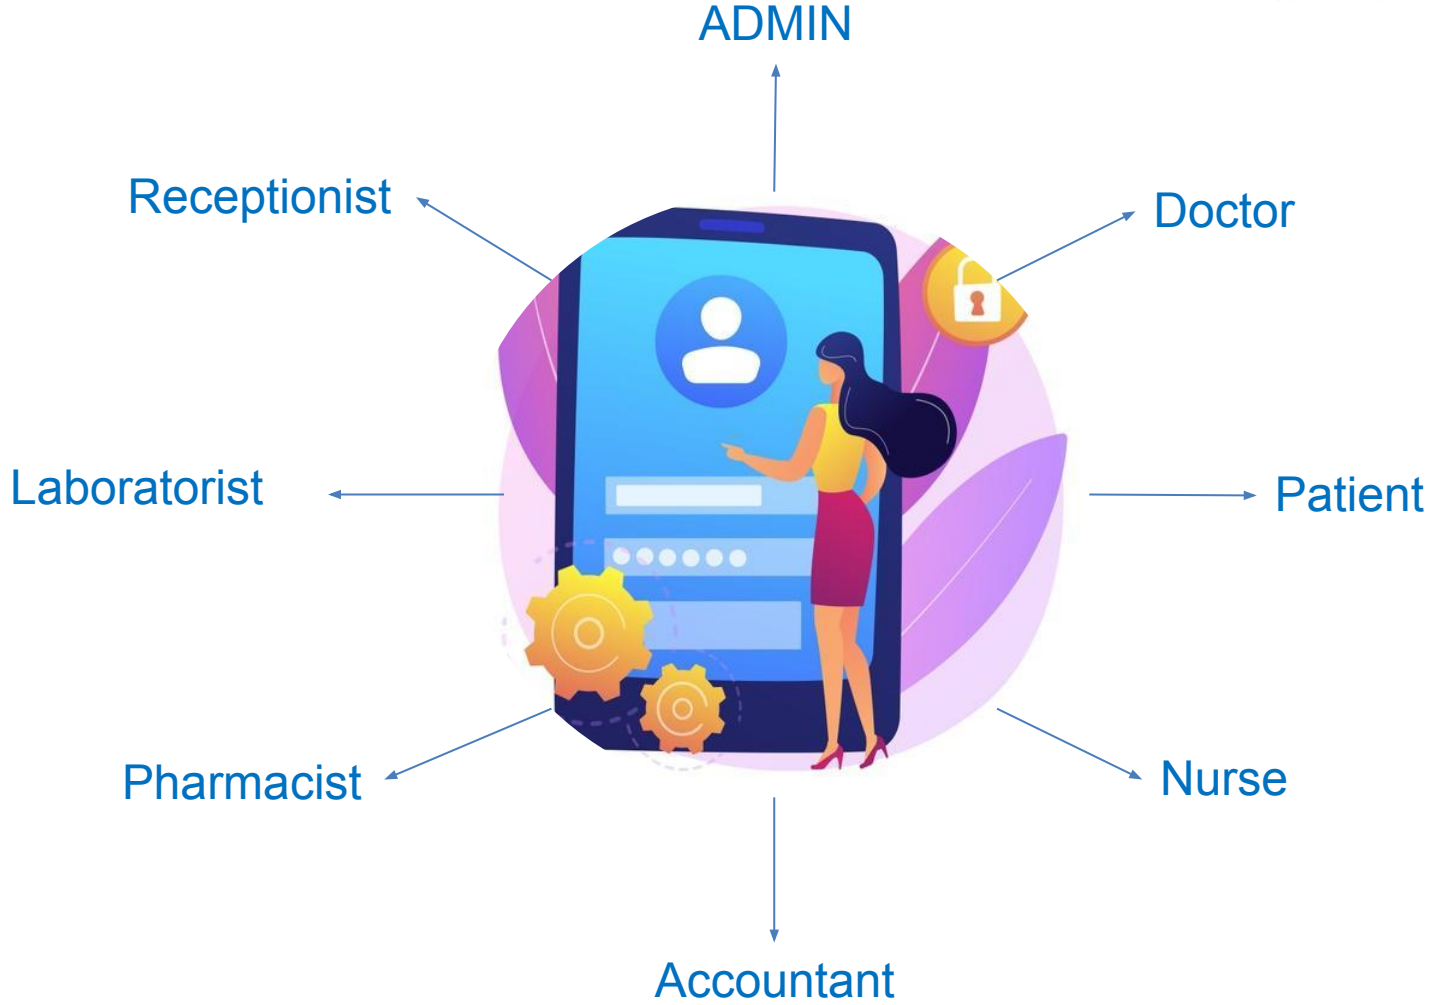 ADMIN
Receptionist
Doctor
Laboratorist
Patient
Pharmacist
Nurse
Accountant